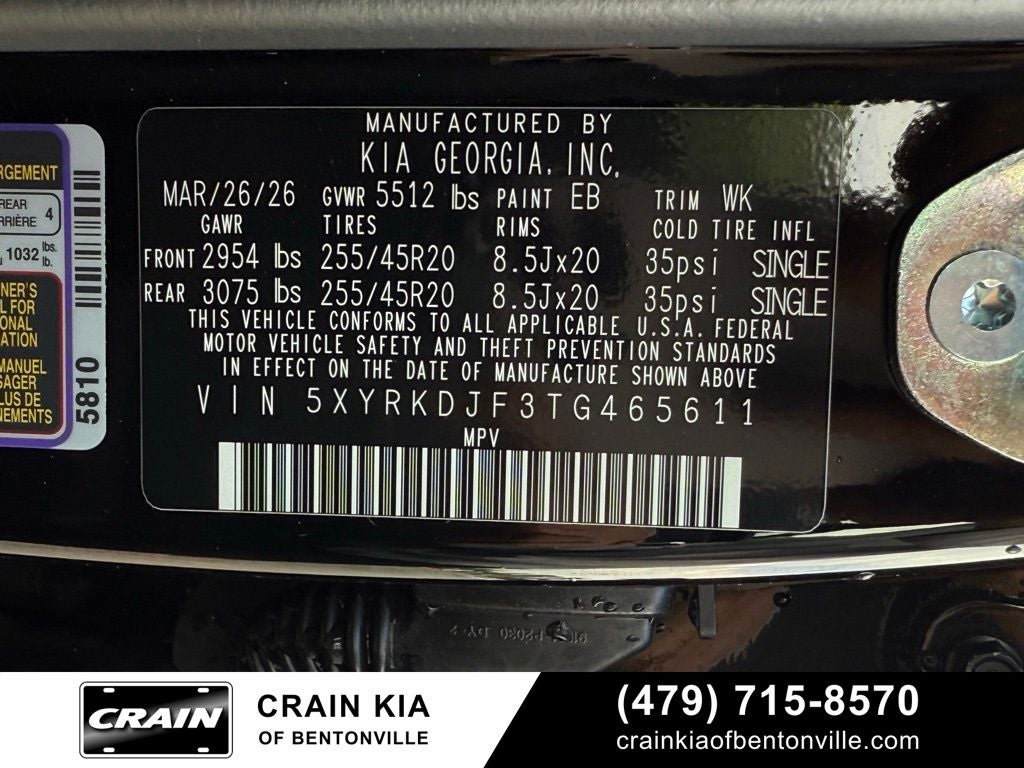 MANUFACTURED BY
KIA GEORGIA, INC.
MAR/26/26 GVWR 5512 lbs PAINT EB TRIM WK
GAWR TIRES RIMS COLD TIRE INFL
FRONT 2954 lbs 255/45R20 8.5Jx20 35psi SINGLE
REAR 3075 lbs 255/45R20 8.5Jx20 35psi SINGLE
THIS VEHICLE CONFORMS TO ALL APPLICABLE U.S.A. FEDERAL
MOTOR VEHICLE SAFETY AND THEFT PREVENTION STANDARDS
IN EFFECT ON THE DATE OF MANUFACTURE SHOWN ABOVE
VIN 5XYRKDJF3TG465611
MPV
RGEMENT
REAR 4
RRIÈRE
1032 lbs.
lb.
NER'S
L FOR
ONAL
ATION
MANUEL
SAGER
LUS DE
NEMENTS
5810
CRAIN
CRAIN KIA
OF BENTONVILLE
(479) 715-8570
crainkiaofbentonville.com